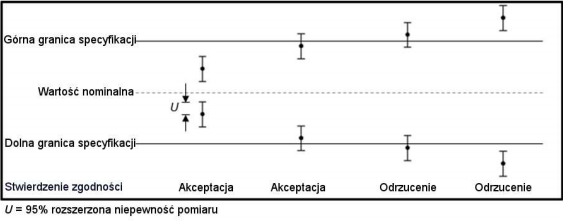 Górna granica specyfikacji
Wartość nominalna
U
Dolna granica specyfikacji
Stwierdzenie zgodności Akceptacja Akceptacja Odrzucenie Odrzucenie
U = 95% rozszerzona niepewność pomiaru